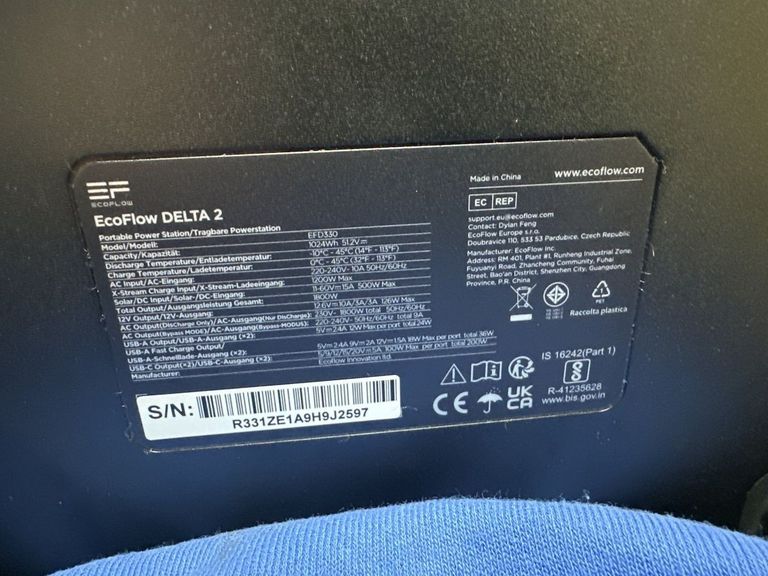 EF
ECOFLOW
EcoFlow DELTA 2
Portable Power Station/Tragbare Powerstation
Model/Modell: EFD330
Capacity/Kapazität: 1024Wh 51.2V⎓
Discharge Temperature/Entladetemperatur: -10°C - 45°C (14°F - 113°F)
Charge Temperature/Ladetemperatur: 0°C - 45°C (32°F - 113°F)
AC Input/AC-Eingang: 220-240V~ 10A 50Hz/60Hz
X-Stream Charge Input/X-Stream-Ladeeingang: 1200W Max
Solar/DC Input/Solar-/DC-Eingang: 11-60V⎓15A 500W Max
Total Output/Ausgangsleistung Gesamt: 1800W
12V Output/12V-Ausgang: 12.6V⎓10A/3A/3A 126W Max
AC Output(Discharge Only)/AC-Ausgang(Nur Discharge): 230V~ 1800W total 50Hz/60Hz
AC Output(Bypass MODE)/AC-Ausgang(Bypass-MODUS): 220-240V~ 50Hz/60Hz total 9A
USB-A Output/USB-A-Ausgang (×2): 5V⎓2.4A 12W Max per port total 24W
USB-A Fast Charge Output/
USB-A-Schnelllade-Ausgang (×2): 5V⎓2.4A 9V⎓2A 12V⎓1.5A 18W Max per port total 36W
USB-C Output(×2)/USB-C-Ausgang (×2): 5/9/12/15/20V⎓5A 100W Max per port total 200W
Manufacturer: EcoFlow Innovation ltd.
S/N:
R331ZE1A9H9J2597
Made in China www.ecoflow.com
EC REP
support.eu@ecoflow.com
Contact: Dylan Feng
EcoFlow Europe s.r.o.
Doubravice 110, 533 53 Pardubice, Czech Republic
Manufacturer: EcoFlow Inc.
Address: RM 401, Plant #1, Runheng Industrial Zone,
Fuyuanyi Road, Zhancheng Community, Fuhai
Street, Bao'an District, Shenzhen City, Guangdong
Province, P.R. China
PET
Raccolta plastica
IS 16242(Part 1)
R-41235628
www.bis.gov.in
CE
UK
CA